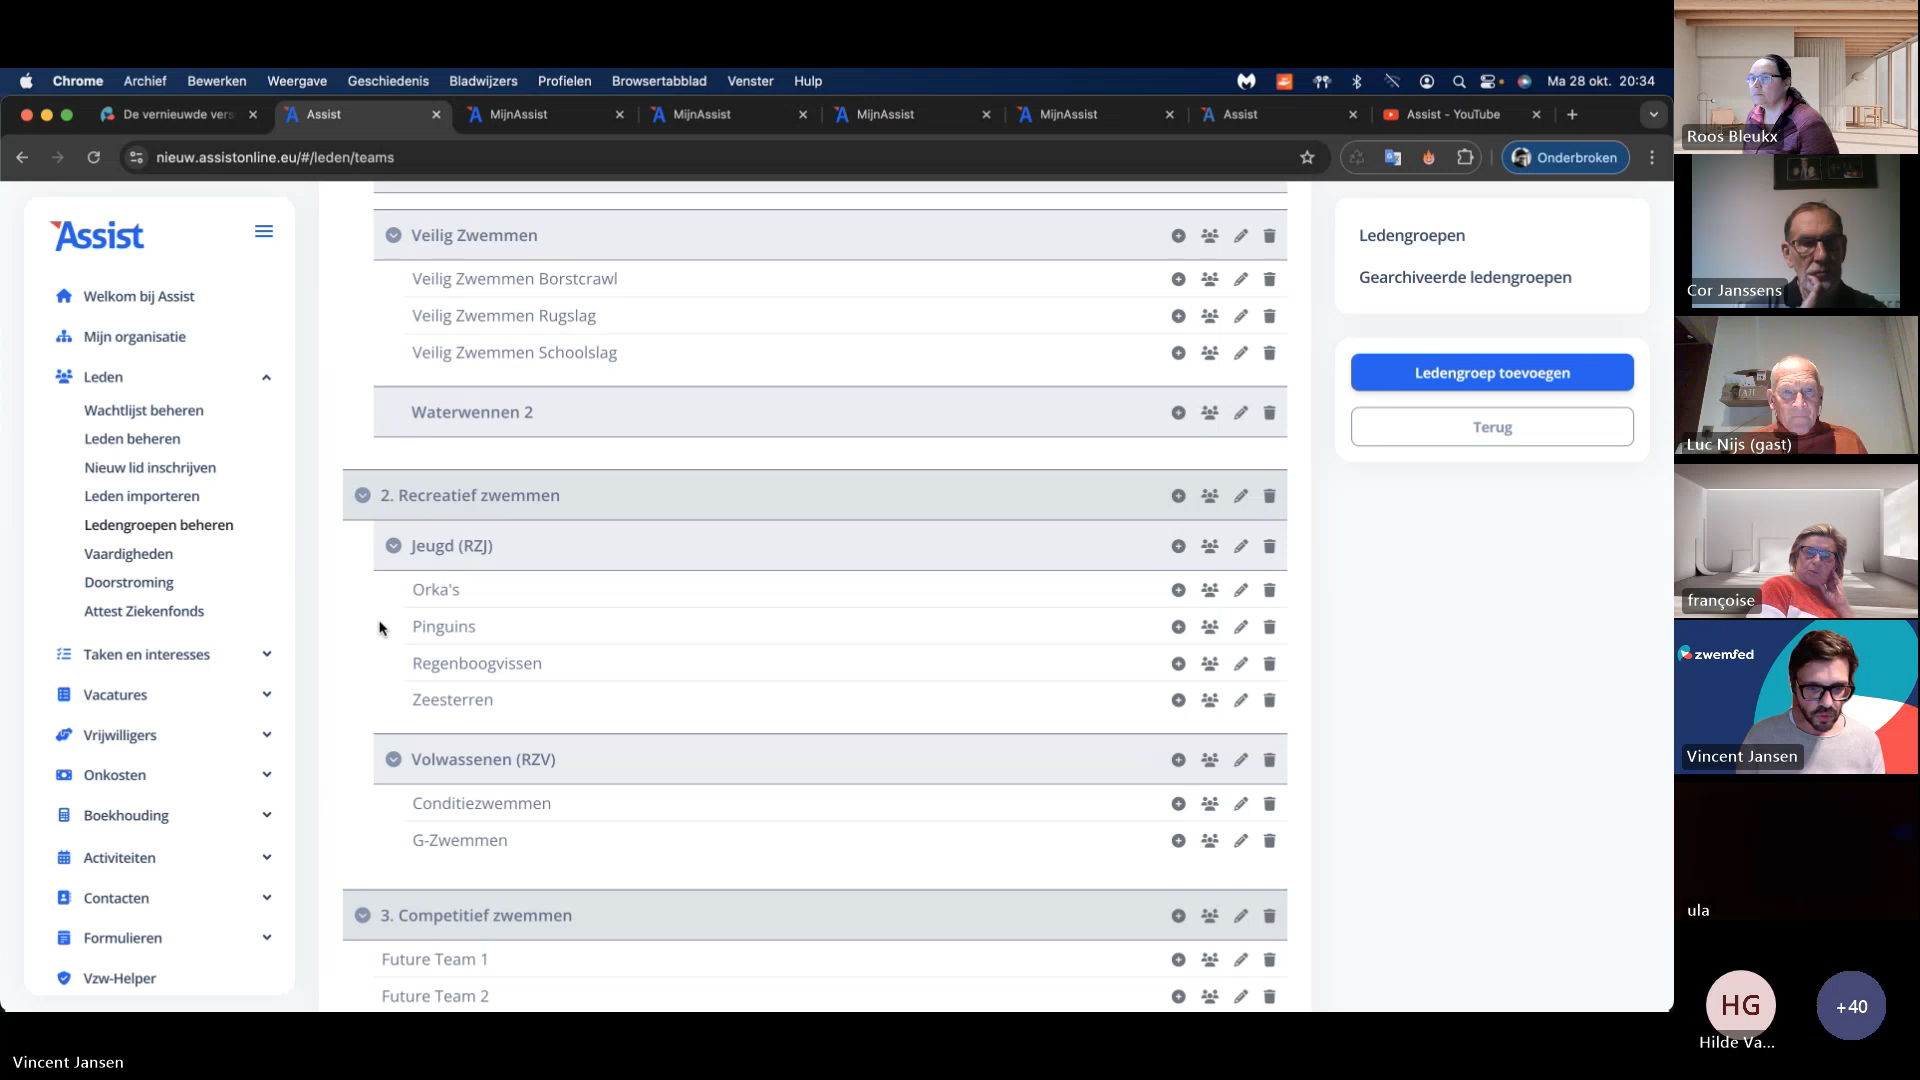 Chrome Archief Bewerken Weergave Geschiedenis Bladwijzers Profielen Browsertabblad Venster Hulp Ma 28 okt. 20:34
De vernieuwde vers Assist MijnAssist MijnAssist MijnAssist MijnAssist Assist Assist - YouTube
nieuw.assistonline.eu/#/leden/teams Onderbroken
Assist
Welkom bij Assist
Mijn organisatie
Leden
Wachtlijst beheren
Leden beheren
Nieuw lid inschrijven
Leden importeren
Ledengroepen beheren
Vaardigheden
Doorstroming
Attest Ziekenfonds
Taken en interesses
Vacatures
Vrijwilligers
Onkosten
Boekhouding
Activiteiten
Contacten
Formulieren
Vzw-Helper
Veilig Zwemmen
Veilig Zwemmen Borstcrawl
Veilig Zwemmen Rugslag
Veilig Zwemmen Schoolslag
Waterwennen 2
2. Recreatief zwemmen
Jeugd (RZJ)
Orka's
Pinguins
Regenboogvissen
Zeesterren
Volwassenen (RZV)
Conditiezwemmen
G-Zwemmen
3. Competitief zwemmen
Future Team 1
Future Team 2
Ledengroepen
Gearchiveerde ledengroepen
Ledengroep toevoegen
Terug
Roos Bleukx
Cor Janssens
Luc Nijs (gast)
françoise
zwemfed
Vincent Jansen
ula
HG
Hilde Va...
+40
Vincent Jansen